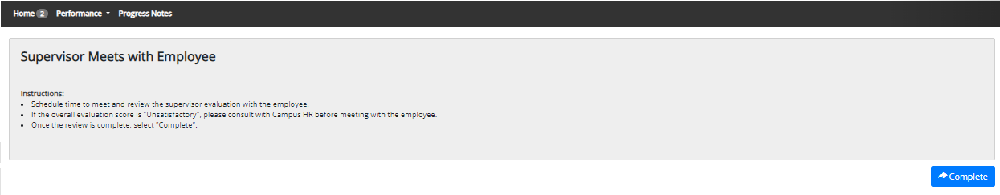 Home 2 Performance Progress Notes
Supervisor Meets with Employee
Instructions:
• Schedule time to meet and review the supervisor evaluation with the employee.
• If the overall evaluation score is "Unsatisfactory", please consult with Campus HR before meeting with the employee.
• Once the review is complete, select "Complete".
Complete